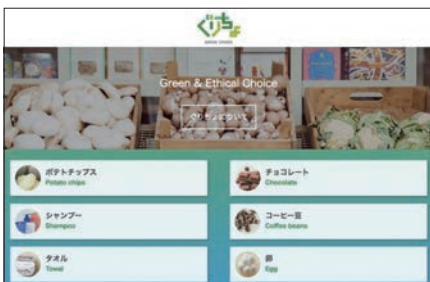 ぐりちょ
GREEN CHOICE
Green & Ethical Choice
ぐりちょについて
ポテトチップス
Potato chips
チョコレート
Chocolate
シャンプー
Shampoo
コーヒー豆
Coffee beans
タオル
Towel
卵
Egg